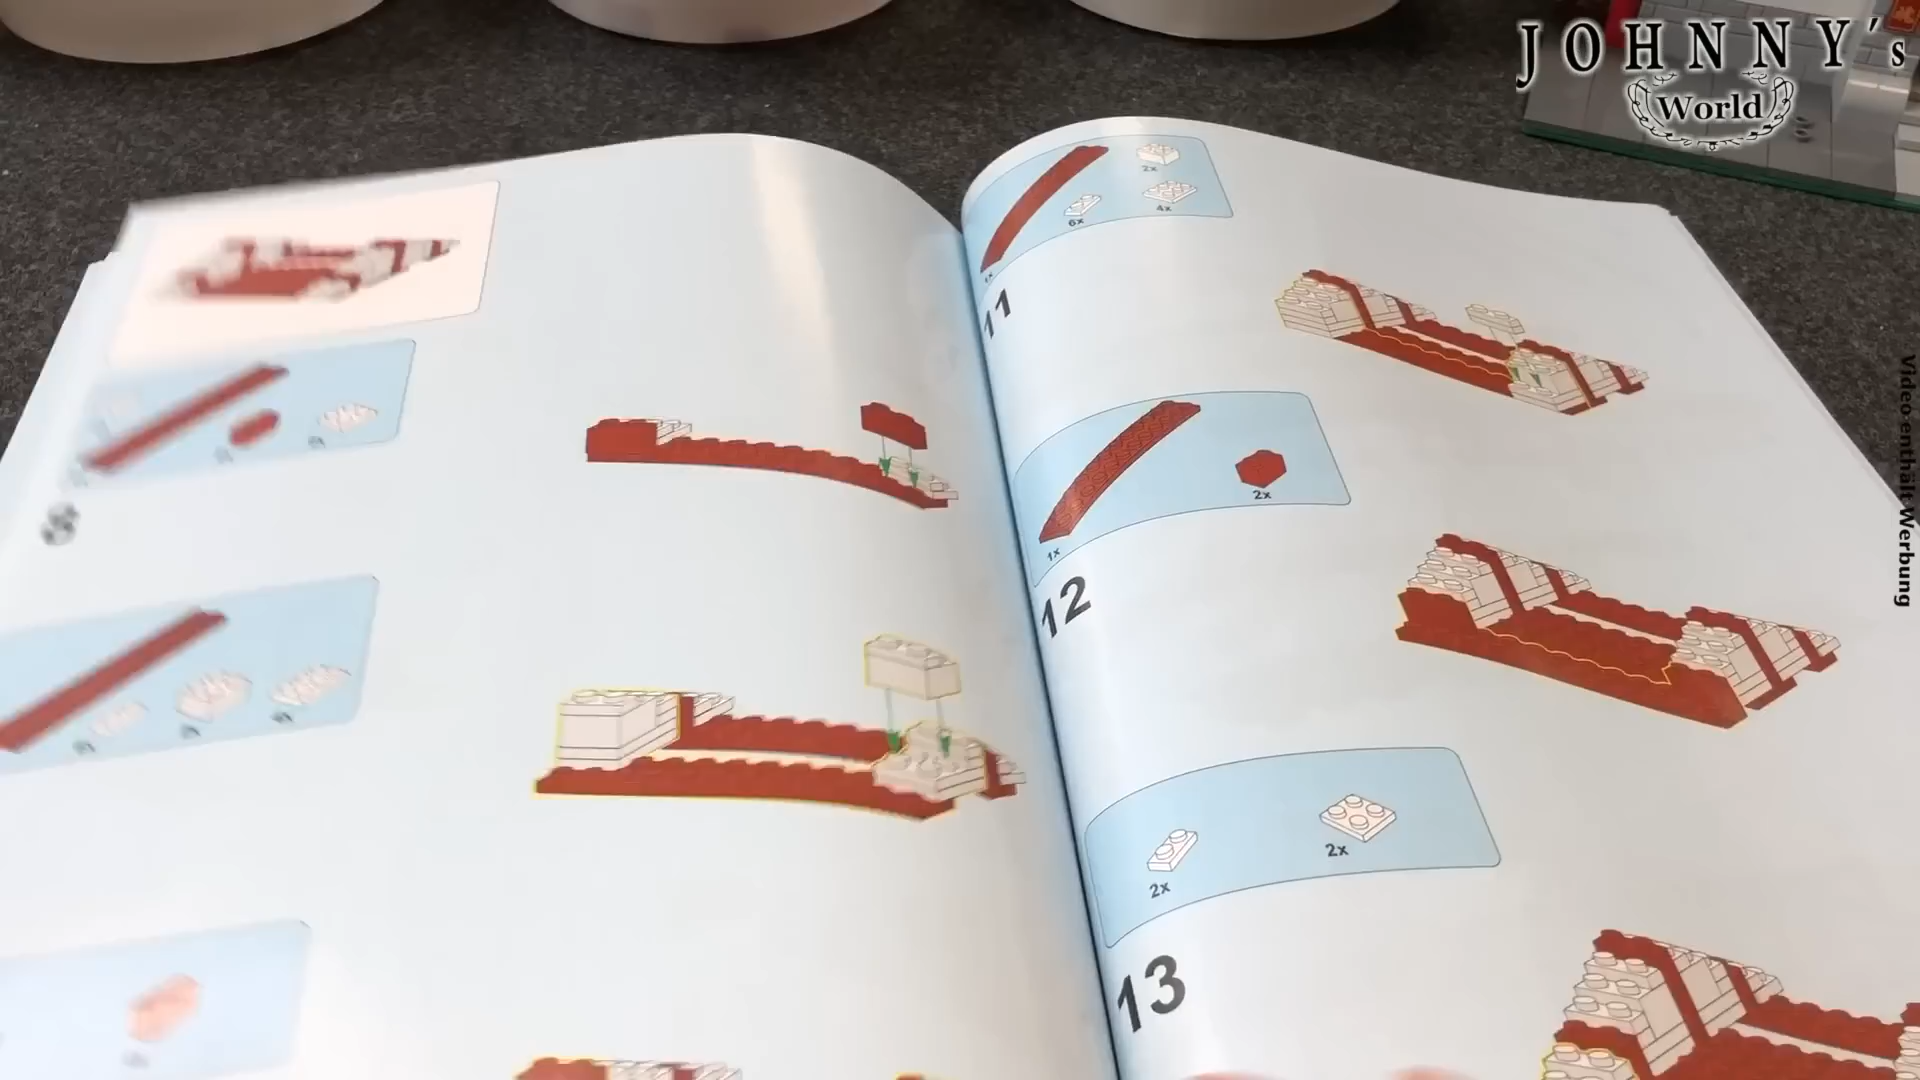 JOHNNY's
World
Video enthält Werbung
2x
6x
4x
11
1x
2x
12
2x
2x
13